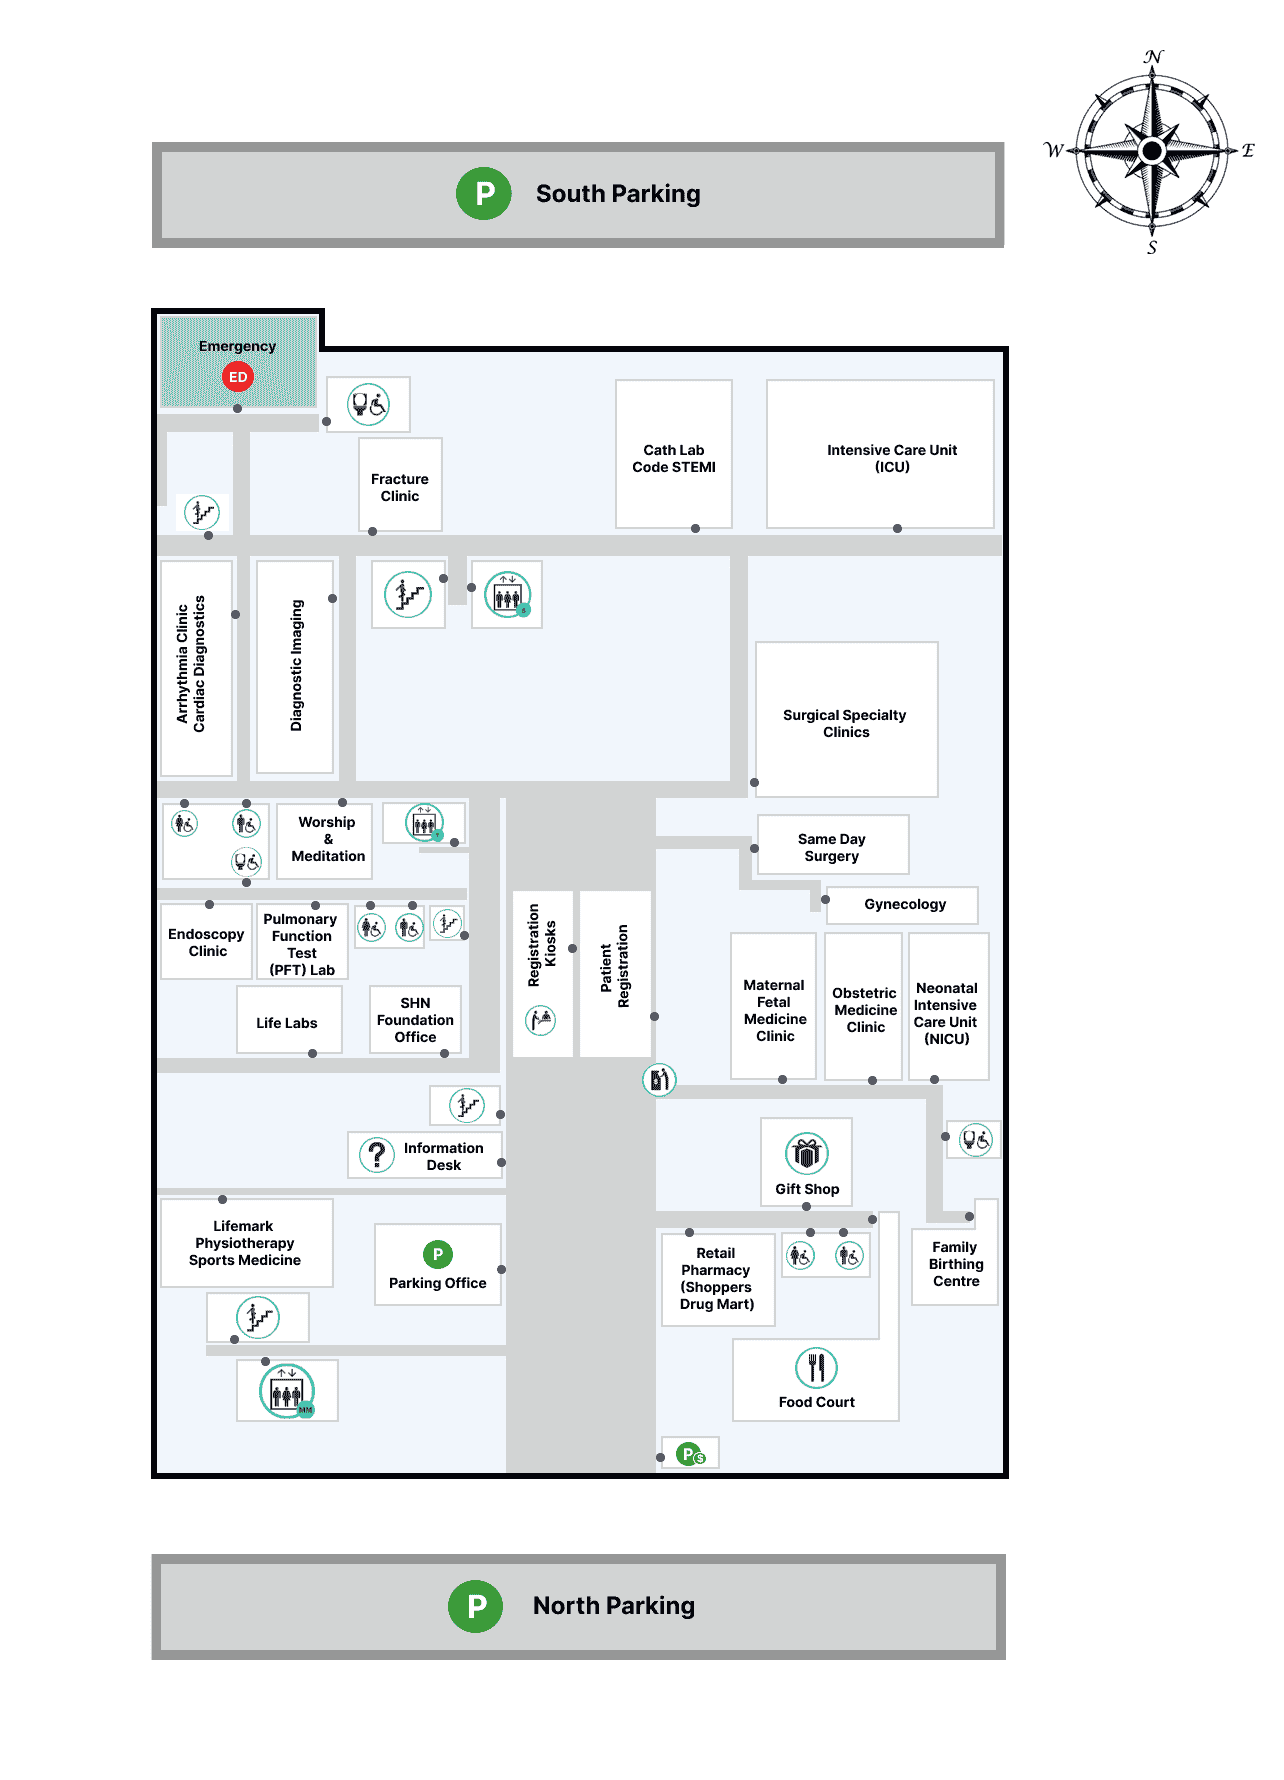 N
W
E
S
P
South Parking
Emergency
ED
Fracture
Clinic
Cath Lab
Code STEMI
Intensive Care Unit
(ICU)
Arrhythmia Clinic
Cardiac Diagnostics
Diagnostic Imaging
S
Surgical Specialty
Clinics
Worship
&
Meditation
T
Same Day
Surgery
Gynecology
Endoscopy
Clinic
Pulmonary
Function
Test
(PFT) Lab
Registration
Kiosks
Patient
Registration
Life Labs
SHN
Foundation
Office
Maternal
Fetal
Medicine
Clinic
Obstetric
Medicine
Clinic
Neonatal
Intensive
Care Unit
(NICU)
?
Information
Desk
Gift Shop
Lifemark
Physiotherapy
Sports Medicine
P
Parking Office
Retail
Pharmacy
(Shoppers
Drug Mart)
Family
Birthing
Centre
MM
Food Court
P
$
P
North Parking